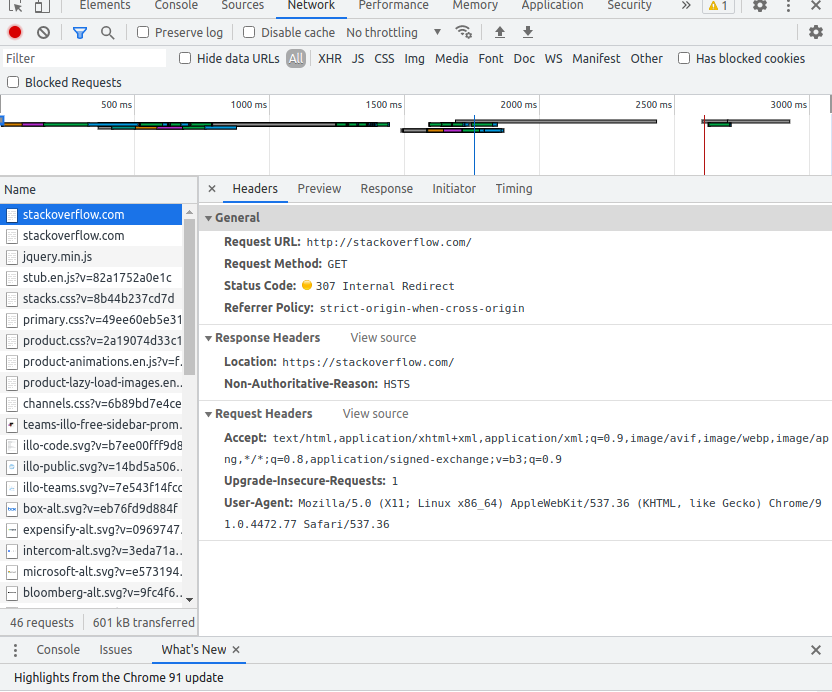 Elements Console Sources Network Performance Memory Application Security » 1
Preserve log Disable cache No throttling
Filter Hide data URLs All XHR JS CSS Img Media Font Doc WS Manifest Other Has blocked cookies
Blocked Requests
500 ms 1000 ms 1500 ms 2000 ms 2500 ms 3000 ms
Name
stackoverflow.com
stackoverflow.com
jquery.min.js
stub.en.js?v=82a1752a0e1c
stacks.css?v=8b44b237cd7d
primary.css?v=49ee60eb5e31
product.css?v=2a19074d33c1
product-animations.en.js?v=f...
product-lazy-load-images.en...
channels.css?v=6b89bd7e4ce
teams-illo-free-sidebar-prom...
illo-code.svg?v=b7ee00fff9d8
illo-public.svg?v=14bd5a506...
illo-teams.svg?v=7e543f14fcc
box-alt.svg?v=eb76fd9d884f
expensify-alt.svg?v=0969747...
intercom-alt.svg?v=3eda71a...
microsoft-alt.svg?v=e573194...
bloomberg-alt.svg?v=9fc4f6...
46 requests 601 kB transferred
× Headers Preview Response Initiator Timing
General
Request URL: http://stackoverflow.com/
Request Method: GET
Status Code: 307 Internal Redirect
Referrer Policy: strict-origin-when-cross-origin
Response Headers View source
Location: https://stackoverflow.com/
Non-Authoritative-Reason: HSTS
Request Headers View source
Accept: text/html,application/xhtml+xml,application/xml;q=0.9,image/avif,image/webp,image/ap
ng,*/*;q=0.8,application/signed-exchange;v=b3;q=0.9
Upgrade-Insecure-Requests: 1
User-Agent: Mozilla/5.0 (X11; Linux x86_64) AppleWebKit/537.36 (KHTML, like Gecko) Chrome/9
1.0.4472.77 Safari/537.36
Console Issues What's New ×
Highlights from the Chrome 91 update